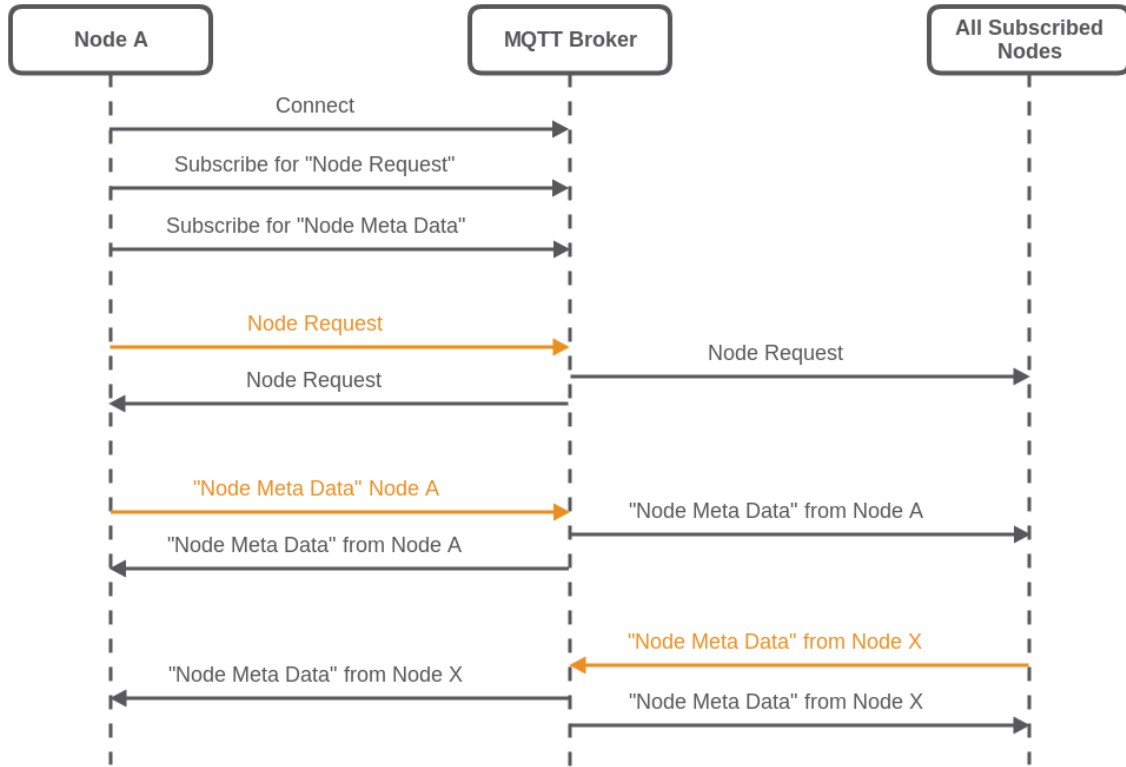 Node A
MQTT Broker
All Subscribed
Nodes
Connect
Subscribe for "Node Request"
Subscribe for "Node Meta Data"
Node Request
Node Request
Node Request
"Node Meta Data" Node A
"Node Meta Data" from Node A
"Node Meta Data" from Node A
"Node Meta Data" from Node X
"Node Meta Data" from Node X
"Node Meta Data" from Node X